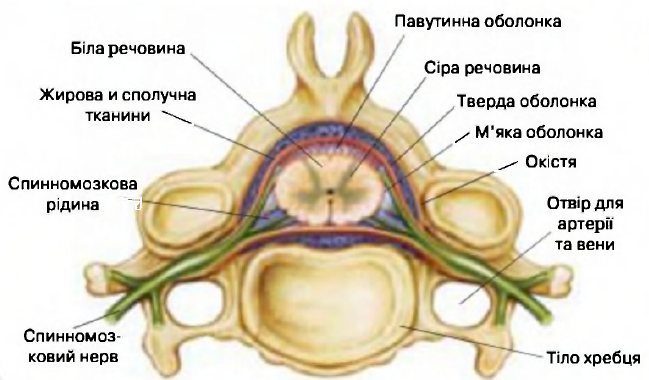 Павутинна оболонка
Біла речовина
Сіра речовина
Жирова и сполучна
тканини
Тверда оболонка
М'яка оболонка
Окістя
Спинномозкова
рідина
Отвір для
артерії
та вени
Спинномоз-
ковий нерв
Тіло хребця